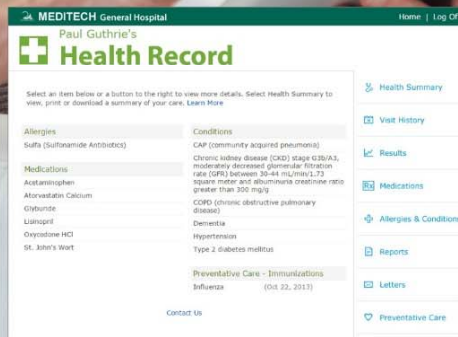 MEDITECH General Hospital
Home | Log Of
Paul Guthrie's
Health Record
Select an item below or a button to the right to view more details. Select Health Summary to
view, print or download a summary of your care. Learn More
Allergies
Sulfa (Sulfonamide Antibiotics)
Medications
Acetaminophen
Atorvastatin Calcium
Glyburide
Lisinopril
Oxycodone HCl
St. John's Wort
Conditions
CAP (community acquired pneumonia)
Chronic kidney disease (CKD) stage G3b/A3,
moderately decreased glomerular filtration
rate (GFR) between 30-44 mL/min/1.73
square meter and albuminuria creatinine ratio
greater than 300 mg/g
COPD (chronic obstructive pulmonary
disease)
Dementia
Hypertension
Type 2 diabetes mellitus
Preventative Care - Immunizations
Influenza (Oct 22, 2013)
Contact Us
Health Summary
Visit History
Results
Rx Medications
Allergies & Condition
Reports
Letters
Preventative Care